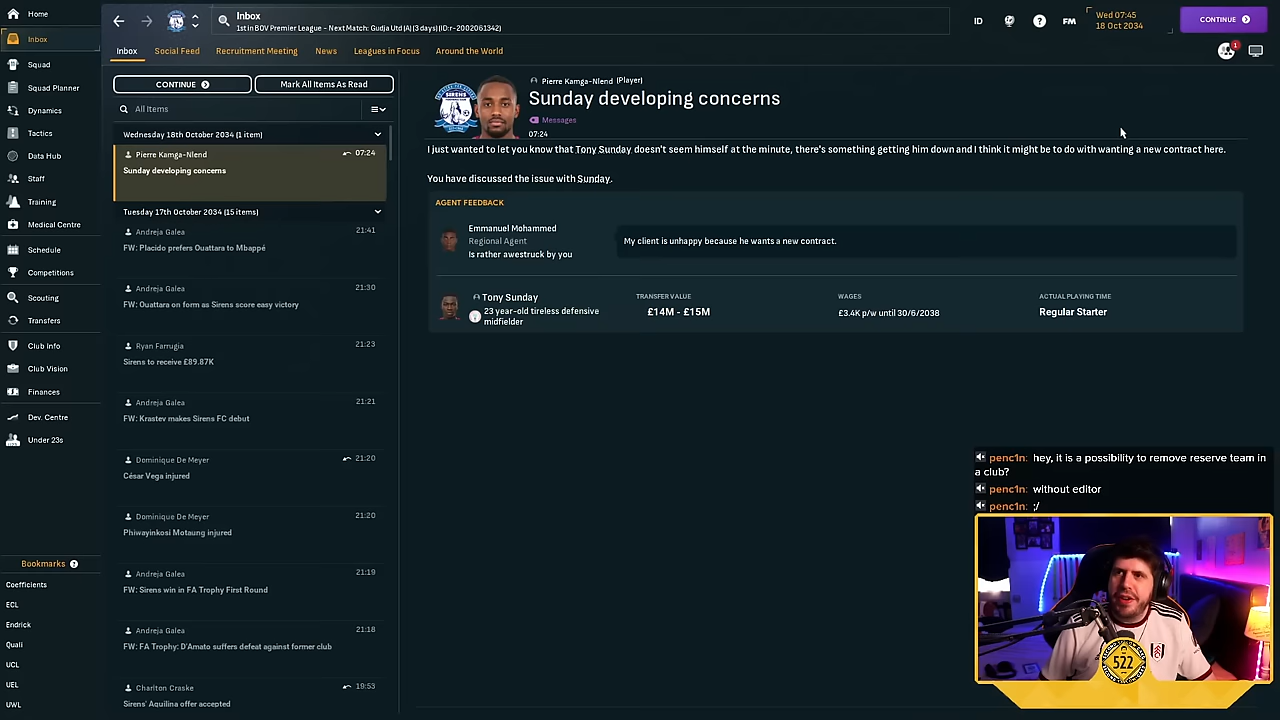 Home
Inbox
Squad
Squad Planner
Dynamics
Tactics
Data Hub
Staff
Training
Medical Centre
Schedule
Competitions
Scouting
Transfers
Club Info
Club Vision
Finances
Dev. Centre
Under 23s
Bookmarks
Coefficients
ECL
Endrick
Quali
UCL
UEL
UWL
Inbox
1st in BOV Premier League - Next Match: Gudja Utd (A) (3 days) (ID:r-2002061342)
ID
?
FM
Wed 07:45
18 Oct 2034
CONTINUE
1
Inbox
Social Feed
Recruitment Meeting
News
Leagues in Focus
Around the World
CONTINUE
Mark All Items As Read
All Items
Wednesday 18th October 2034 (1 item)
Pierre Kamga-Nlend
07:24
Sunday developing concerns
Tuesday 17th October 2034 (15 items)
Andreja Galea
21:41
FW: Placido prefers Ouattara to Mbappé
Andreja Galea
21:30
FW: Ouattara on form as Sirens score easy victory
Ryan Farrugia
21:23
Sirens to receive £89.87K
Andreja Galea
21:21
FW: Krastev makes Sirens FC debut
Dominique De Meyer
21:20
César Vega injured
Dominique De Meyer
21:20
Phiwayinkosi Motaung injured
Andreja Galea
21:19
FW: Sirens win in FA Trophy First Round
Andreja Galea
21:18
FW: FA Trophy: D'Amato suffers defeat against former club
Charlton Craske
19:53
Sirens' Aquilina offer accepted
SIRENS
Pierre Kamga-Nlend (Player)
Sunday developing concerns
Messages
07:24
I just wanted to let you know that Tony Sunday doesn't seem himself at the minute, there's something getting him down and I think it might be to do with wanting a new contract here.
You have discussed the issue with Sunday.
AGENT FEEDBACK
Emmanuel Mohammed
Regional Agent
Is rather awestruck by you
My client is unhappy because he wants a new contract.
Tony Sunday
23 year-old tireless defensive
midfielder
TRANSFER VALUE
£14M - £15M
WAGES
£3.4K p/w until 30/6/2038
ACTUAL PLAYING TIME
Regular Starter
penc1n: hey, it is a possibility to remove reserve team in
a club?
penc1n: without editor
penc1n: ;/
522